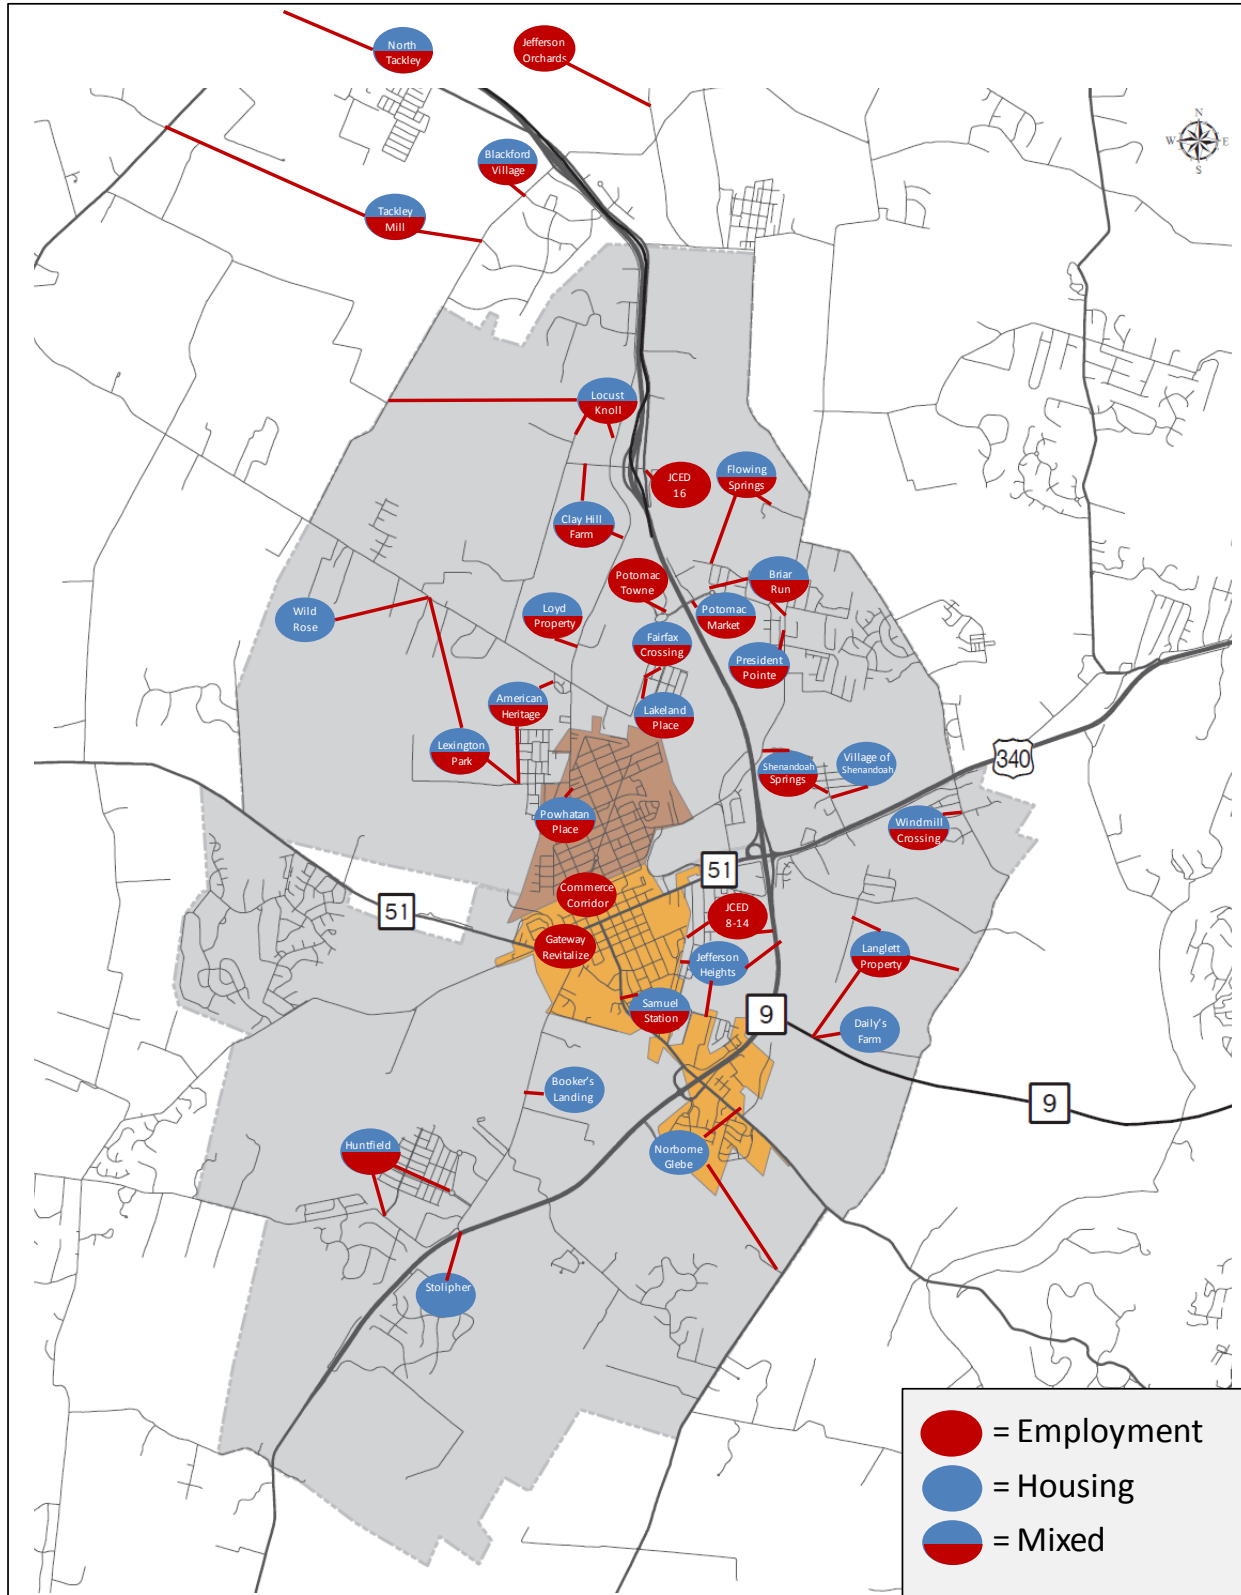 North
Tackley
Jefferson
Orchards
N
W
E
S
Blackford
Village
Tackley
Mill
Locust
Knoll
JCED
16
Flowing
Springs
Clay Hill
Farm
Potomac
Towne
Briar
Run
Wild
Rose
Loyd
Property
Potomac
Market
Fairfax
Crossing
President
Pointe
American
Heritage
Lakeland
Place
Lexington
Park
Shenandoah
Springs
Village of
Shenandoah
340
Powhatan
Place
Windmill
Crossing
51
Commerce
Corridor
51
JCED
8-14
Gateway
Revitalize
Jefferson
Heights
Langlett
Property
Samuel
Station
9
Daily's
Farm
Booker's
Landing
9
Huntfield
Norborne
Glebe
Stolipher
= Employment
= Housing
= Mixed